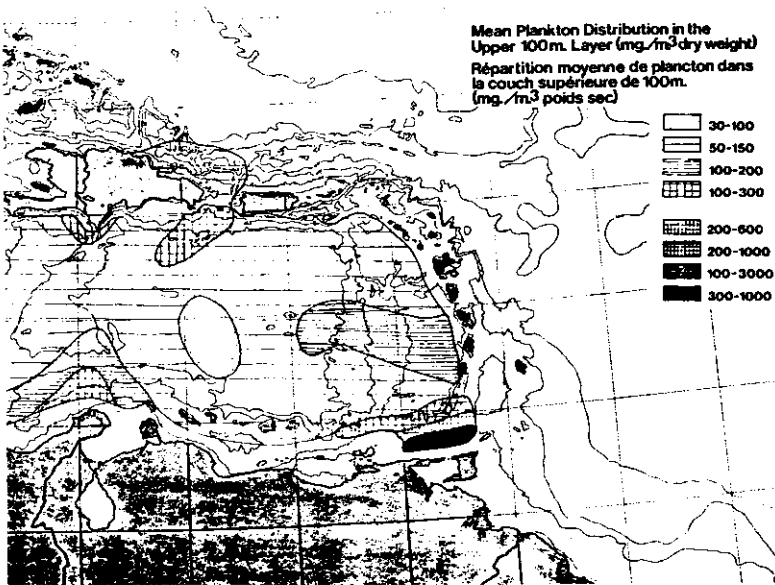 Mean Plankton Distribution in the
Upper 100m. Layer (mg./m³ dry weight)
Répartition moyenne de plancton dans
la couch supérieure de 100m.
(mg./m³ poids sec)
30-100
50-150
100-200
100-300
200-600
200-1000
100-3000
300-1000